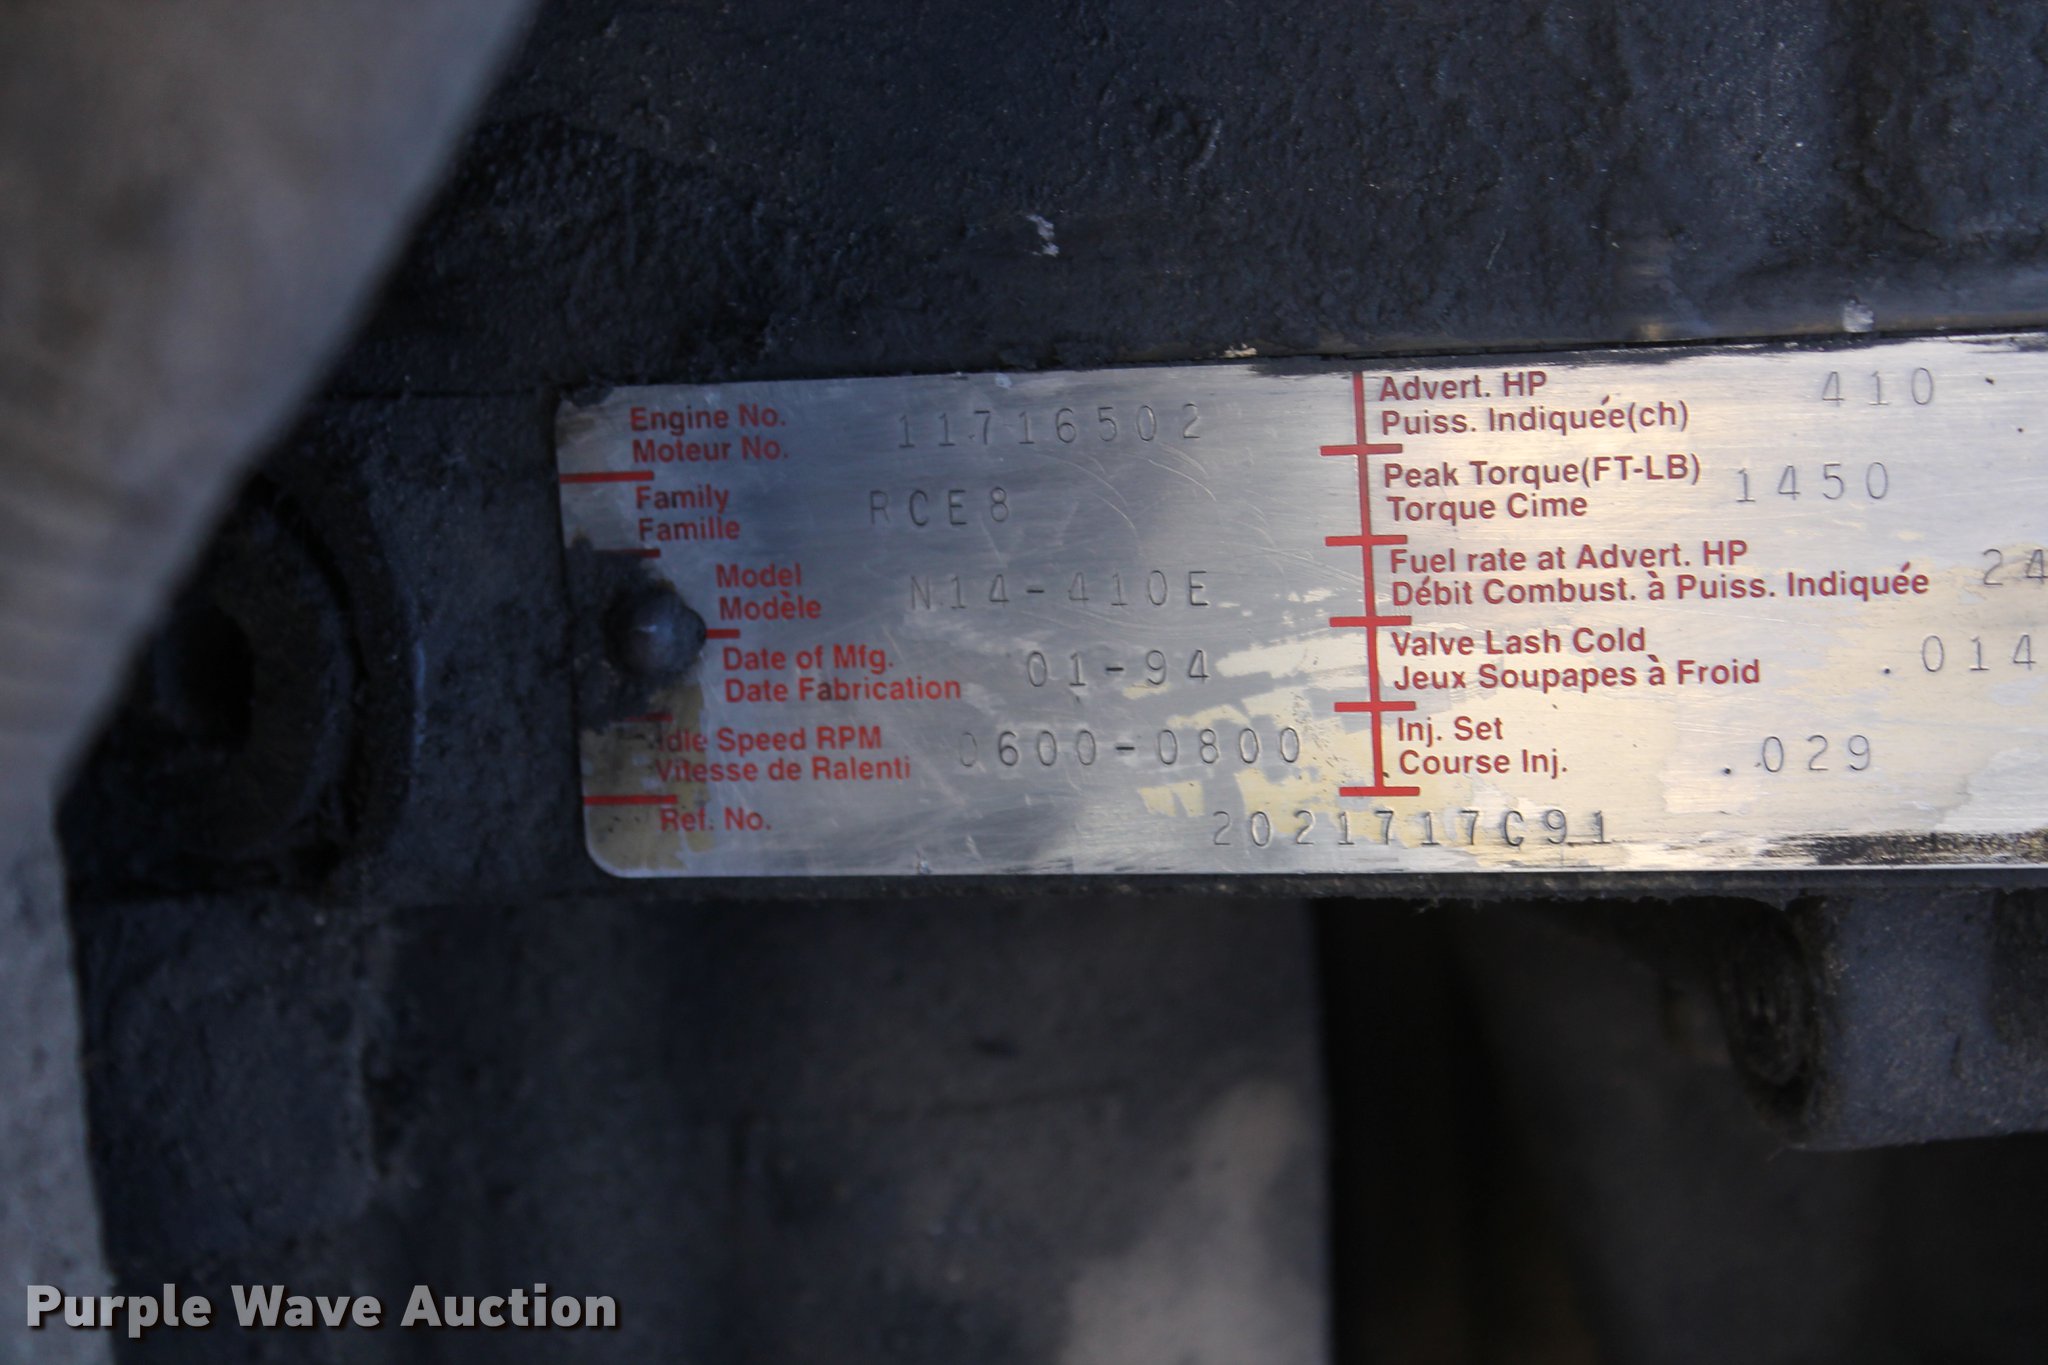 Engine No.
Moteur No.
11716502
Family
Famille
RCE8
Model
Modèle
N14-410E
Date of Mfg.
Date Fabrication
01-94
Idle Speed RPM
Vitesse de Ralenti
0600-0800
Ref. No.
2021717C91
Advert. HP
Puiss. Indiquée(ch)
410
Peak Torque(FT-LB)
Torque Cime
1450
Fuel rate at Advert. HP
Débit Combust. à Puiss. Indiquée
24
Valve Lash Cold
Jeux Soupapes à Froid
.014
Inj. Set
Course Inj.
.029
Purple Wave Auction